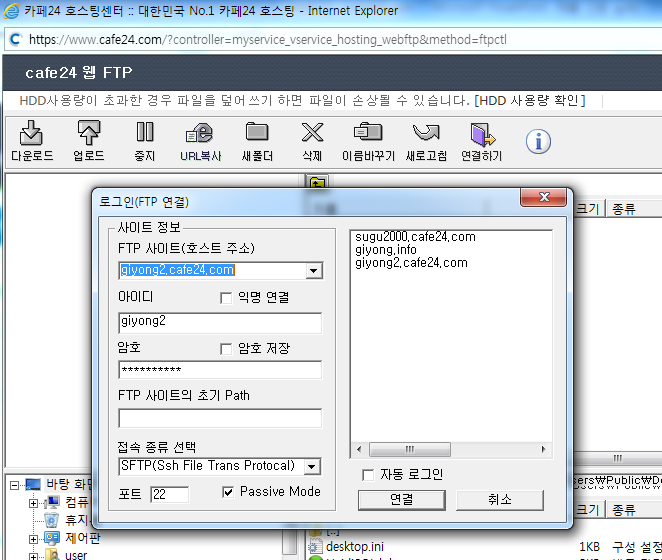 카페24 호스팅센터 :: 대한민국 No.1 카페24 호스팅 - Internet Explorer
https://www.cafe24.com/?controller=myservice_vservice_hosting_webftp&method=ftpctl
cafe24 웹 FTP
HDD사용량이 초과한 경우 파일을 덮어쓰기 하면 파일이 손상될 수 있습니다. [HDD 사용량 확인]
다운로드 업로드 중지 URL복사 새폴더 삭제 이름바꾸기 새로고침 연결하기
크기 종류
로그인(FTP 연결)
사이트 정보
FTP 사이트(호스트 주소)
giyong2.cafe24.com
아이디 익명 연결
giyong2
암호 암호 저장
**********
FTP 사이트의 초기 Path
접속 종류 선택
SFTP(Ssh File Trans Protocal)
포트 22 Passive Mode
sugu2000.cafe24.com
giyong.info
giyong2.cafe24.com
자동 로그인
연결 취소
sers\Public\De
크기 종류
바탕 화면
컴퓨
휴지
제어판
user
[..]
desktop.ini 1KB 구성 설정